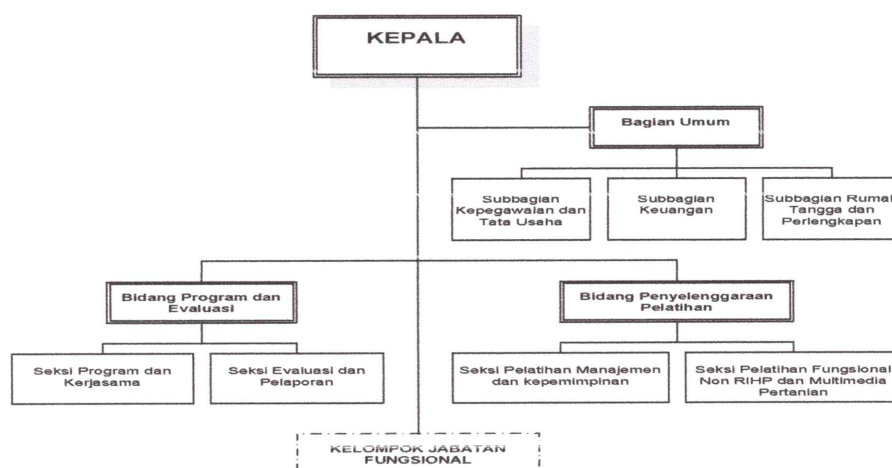 KEPALA
Bagian Umum
Subbagian
Kepegawaian dan
Tata Usaha
Subbagian
Keuangan
Subbagian Rumah
Tangga dan
Perlengkapan
Bidang Program dan
Evaluasi
Bidang Penyelenggaraan
Pelatihan
Seksi Program dan
Kerjasama
Seksi Evaluasi dan
Pelaporan
Seksi Pelatihan Manajemen
dan kepemimpinan
Seksi Pelatihan Fungsional
Non RIHP dan Multimedia
Pertanian
KELOMPOK JABATAN
FUNGSIONAL